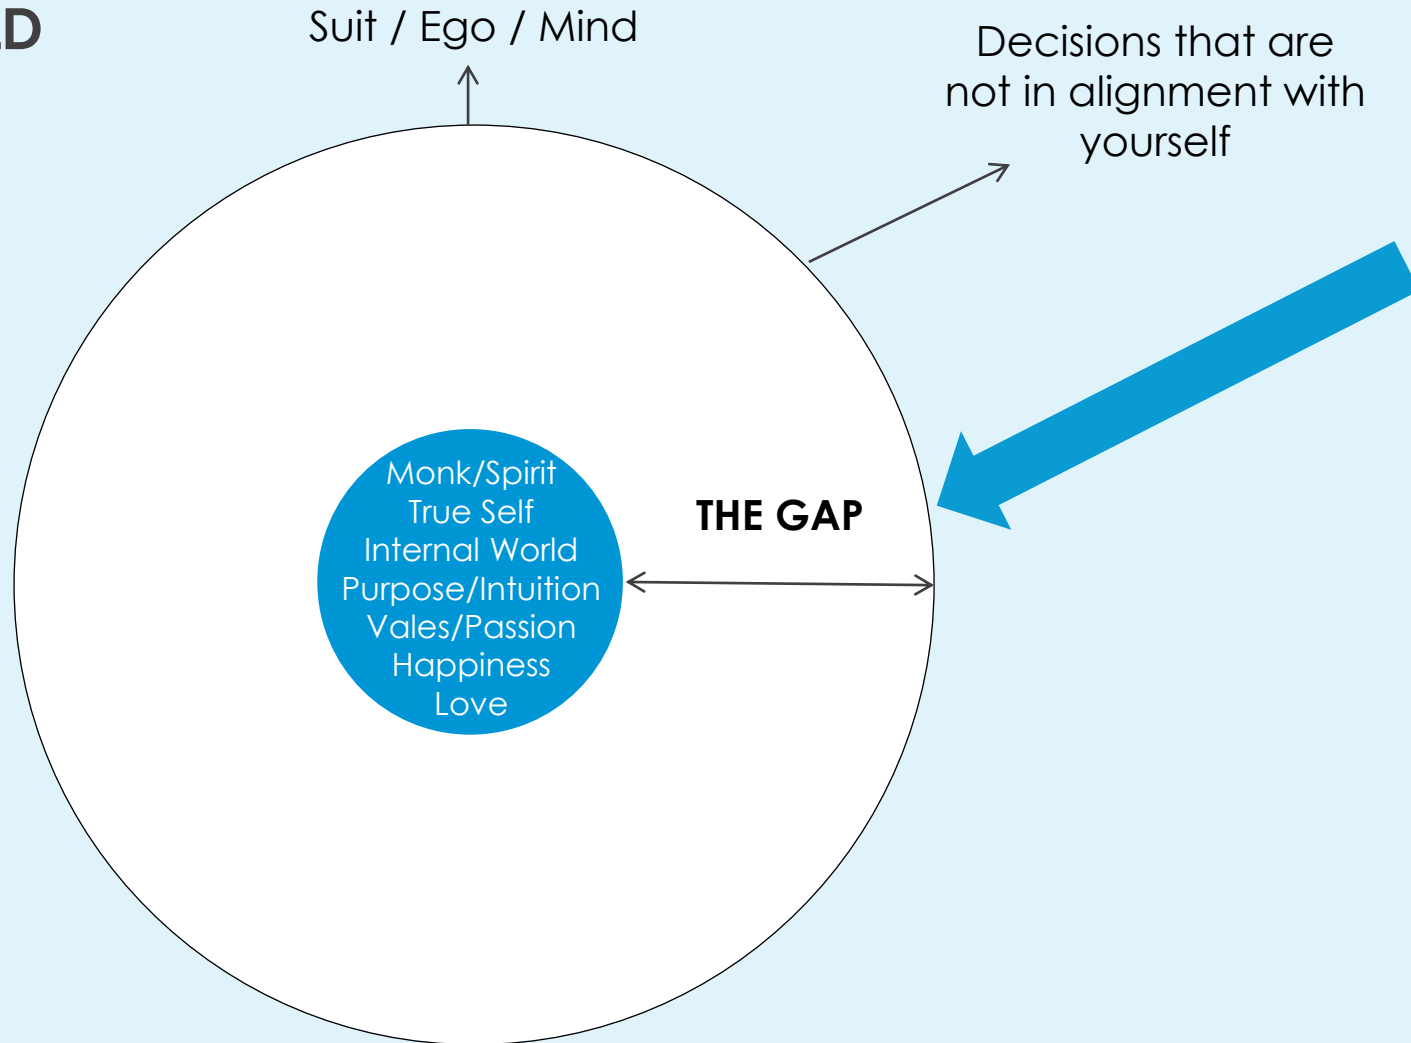 Suit / Ego / Mind
Decisions that are
not in alignment with
yourself
Monk/Spirit
True Self
Internal World
Purpose/Intuition
Vales/Passion
Happiness
Love
THE GAP